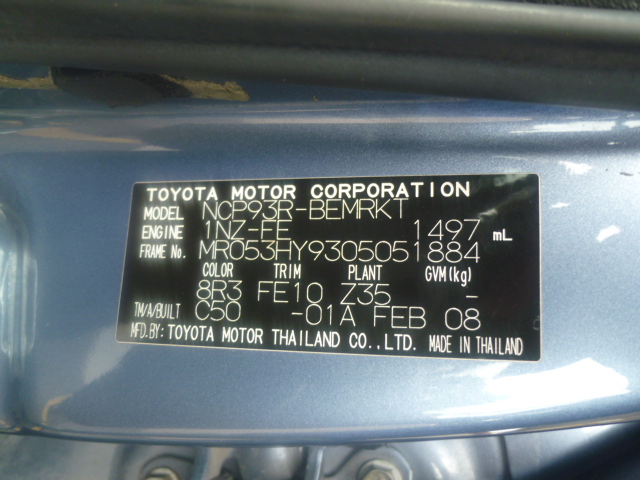 TOYOTA MOTOR CORPORATION
MODEL NCP93R-BEMRKT
ENGINE 1NZ-FE 1497 mL
FRAME No. MR053HY9305051884
COLOR TRIM PLANT GVM(kg)
8R3 FE10 Z35 -
TM/A/BUILT C50 -01A FEB 08
MFD.BY: TOYOTA MOTOR THAILAND CO.,LTD. MADE IN THAILAND